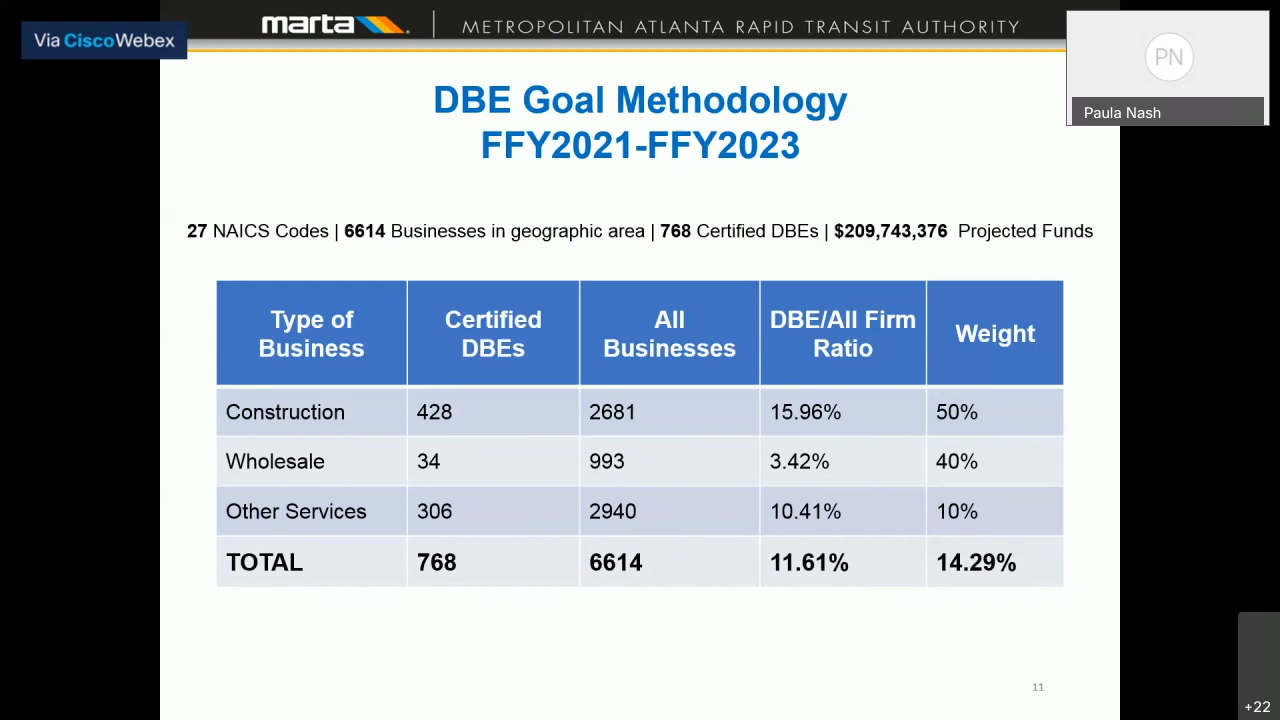 Via CiscoWebex
marta
METROPOLITAN ATLANTA RAPID TRANSIT AUTHORITY
PN
Paula Nash
DBE Goal Methodology
FFY2021-FFY2023
27 NAICS Codes | 6614 Businesses in geographic area | 768 Certified DBEs | $209,743,376 Projected Funds
Type of Business Certified DBEs All Businesses DBE/All Firm Ratio Weight
Construction 428 2681 15.96% 50%
Wholesale 34 993 3.42% 40%
Other Services 306 2940 10.41% 10%
TOTAL 768 6614 11.61% 14.29%
11
+22